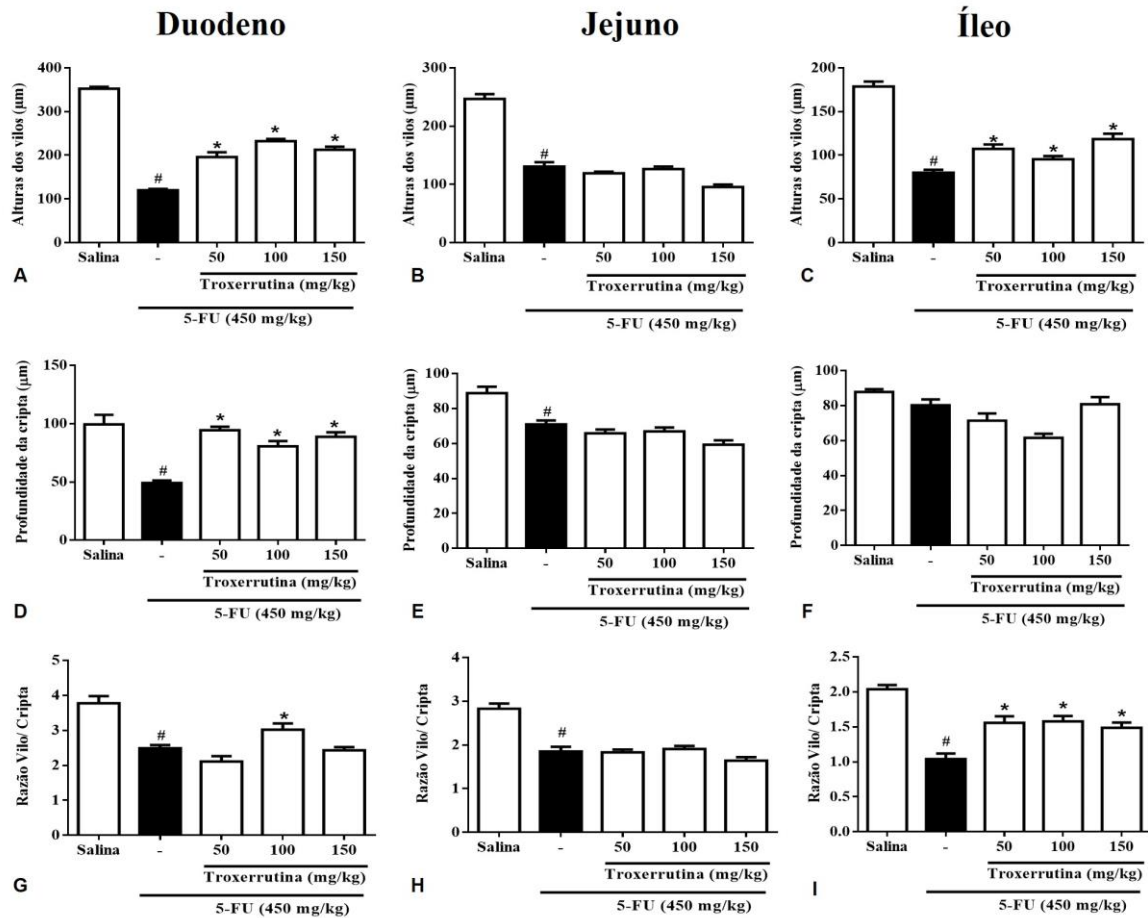 Duodeno
Jejuno
Íleo
Alturas dos vilos (μm)
400
300
200
100
0
#
*
*
*
Salina
-
50
100
150
Troxerrutina (mg/kg)
5-FU (450 mg/kg)
A
Alturas dos vilos (μm)
300
200
100
0
#
Salina
-
50
100
150
Troxerrutina (mg/kg)
5-FU (450 mg/kg)
B
Alturas dos vilos (μm)
200
150
100
50
0
#
*
*
*
Salina
-
50
100
150
Troxerrutina (mg/kg)
5-FU (450 mg/kg)
C
Profundidade da cripta (μm)
150
100
50
0
#
*
*
*
Salina
-
50
100
150
Troxerrutina (mg/kg)
5-FU (450 mg/kg)
D
Profundidade da cripta (μm)
100
80
60
40
20
0
#
Salina
-
50
100
150
Troxerrutina (mg/kg)
5-FU (450 mg/kg)
E
Profundidade da cripta (μm)
100
80
60
40
20
0
Salina
-
50
100
150
Troxerrutina (mg/kg)
5-FU (450 mg/kg)
F
Razão Vilo/ Cripta
5
4
3
2
1
0
#
*
Salina
-
50
100
150
Troxerrutina (mg/kg)
5-FU (450 mg/kg)
G
Razão Vilo/ Cripta
4
3
2
1
0
#
Salina
-
50
100
150
Troxerrutina (mg/kg)
5-FU (450 mg/kg)
H
Razão Vilo/ Cripta
2.5
2.0
1.5
1.0
0.5
0.0
#
*
*
*
Salina
-
50
100
150
Troxerrutina (mg/kg)
5-FU (450 mg/kg)
I